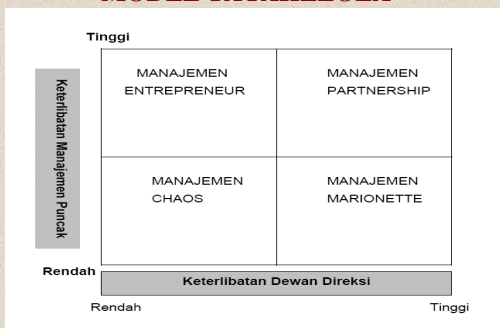 Tinggi
MANAJEMEN
ENTREPRENEUR
MANAJEMEN
PARTNERSHIP
Keterlibatan Manajemen Puncak
MANAJEMEN
CHAOS
MANAJEMEN
MARIONETTE
Rendah
Keterlibatan Dewan Direksi
Rendah
Tinggi